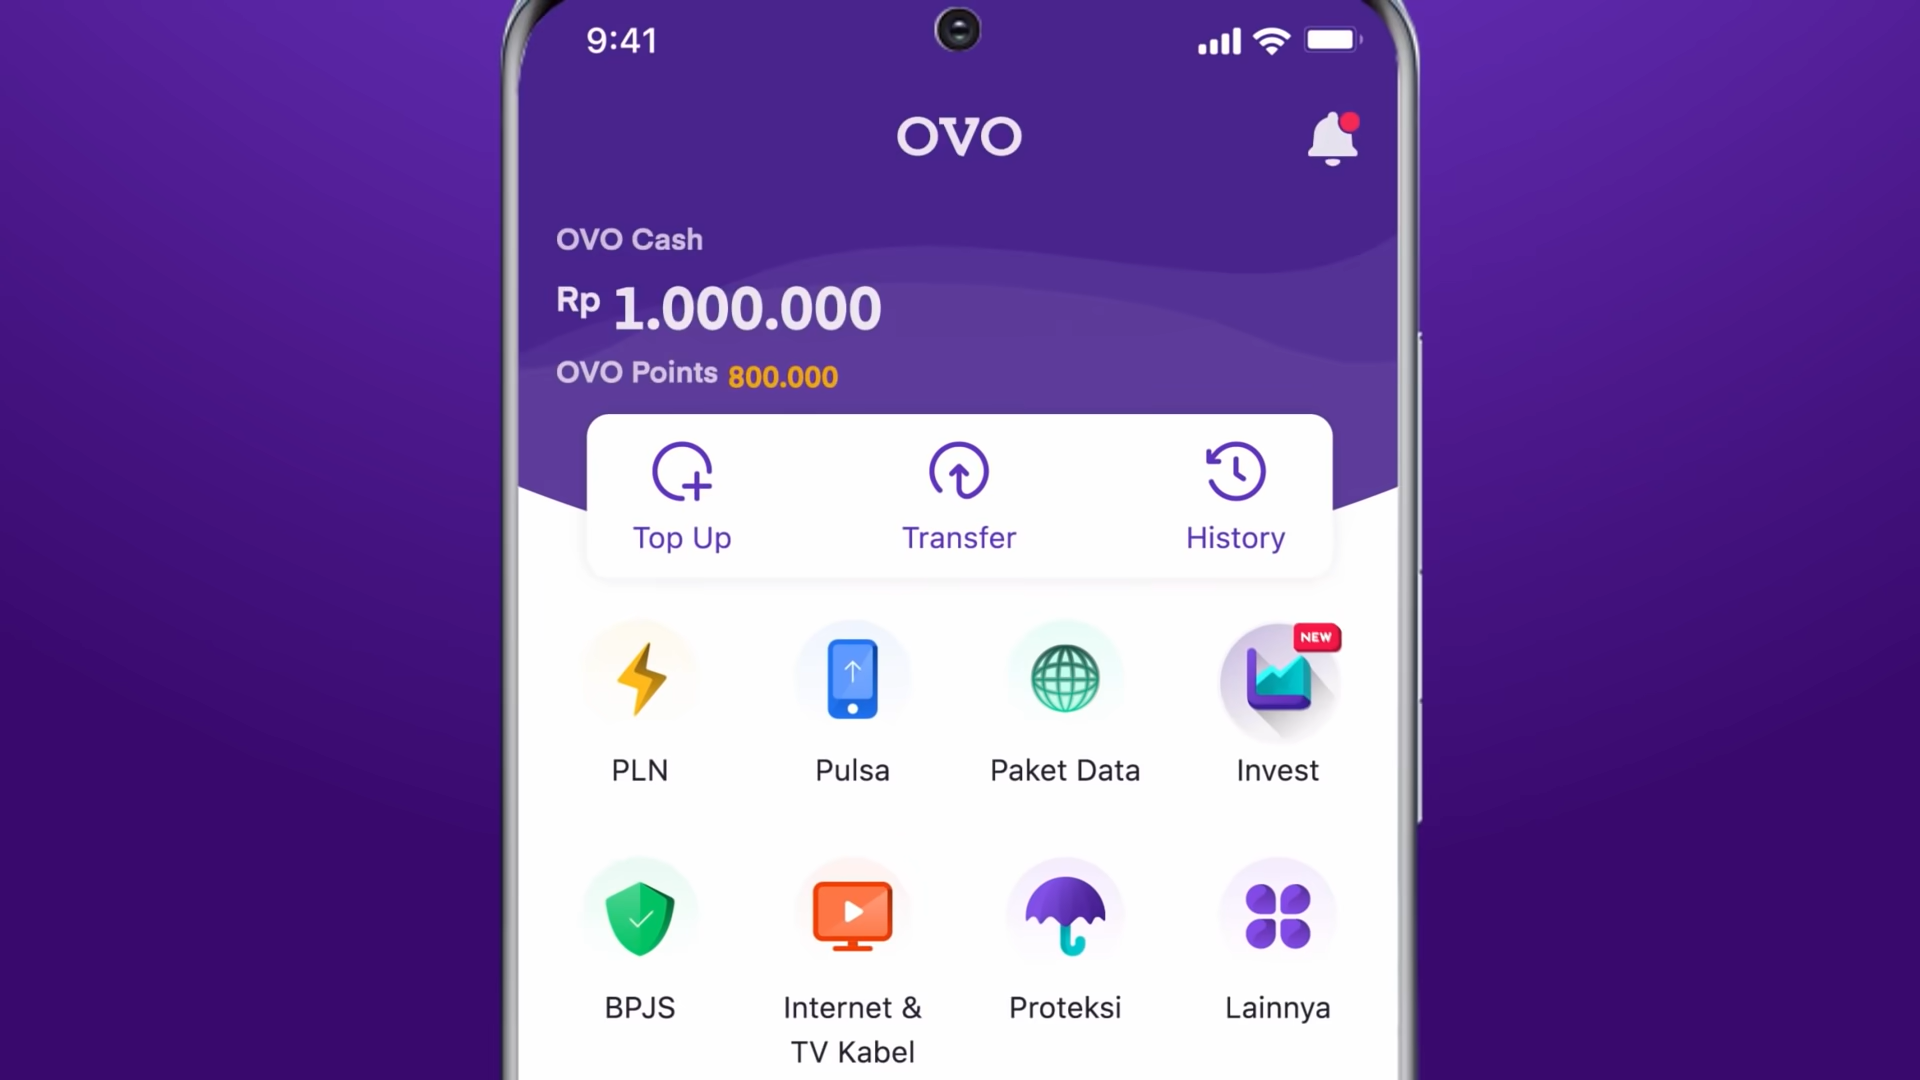 9:41
OVO
OVO Cash
Rp 1.000.000
OVO Points 800.000
Top Up
Transfer
History
NEW
PLN
Pulsa
Paket Data
Invest
BPJS
Internet &
TV Kabel
Proteksi
Lainnya